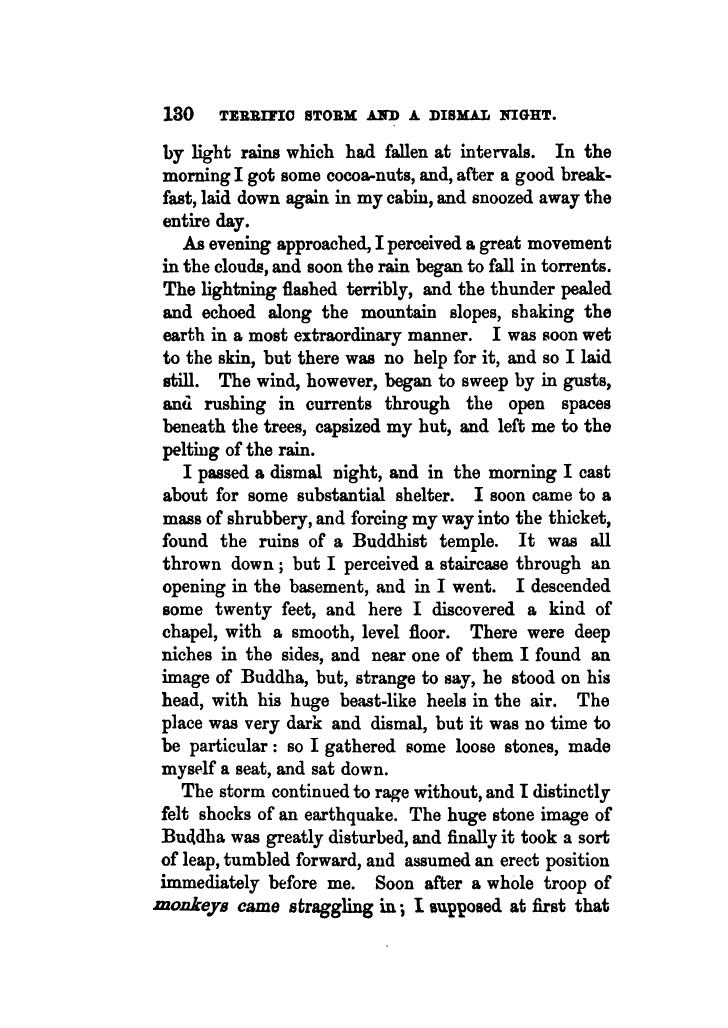 130 TERRIFIC STORM AND A DISMAL NIGHT.
by light rains which had fallen at intervals. In the
morning I got some cocoa-nuts, and, after a good break-
fast, laid down again in my cabin, and snoozed away the
entire day.
As evening approached, I perceived a great movement
in the clouds, and soon the rain began to fall in torrents.
The lightning flashed terribly, and the thunder pealed
and echoed along the mountain slopes, shaking the
earth in a most extraordinary manner. I was soon wet
to the skin, but there was no help for it, and so I laid
still. The wind, however, began to sweep by in gusts,
and rushing in currents through the open spaces
beneath the trees, capsized my hut, and left me to the
pelting of the rain.
I passed a dismal night, and in the morning I cast
about for some substantial shelter. I soon came to a
mass of shrubbery, and forcing my way into the thicket,
found the ruins of a Buddhist temple. It was all
thrown down; but I perceived a staircase through an
opening in the basement, and in I went. I descended
some twenty feet, and here I discovered a kind of
chapel, with a smooth, level floor. There were deep
niches in the sides, and near one of them I found an
image of Buddha, but, strange to say, he stood on his
head, with his huge beast-like heels in the air. The
place was very dark and dismal, but it was no time to
be particular: so I gathered some loose stones, made
myself a seat, and sat down.
The storm continued to rage without, and I distinctly
felt shocks of an earthquake. The huge stone image of
Buddha was greatly disturbed, and finally it took a sort
of leap, tumbled forward, and assumed an erect position
immediately before me. Soon after a whole troop of
monkeys came straggling in; I supposed at first that